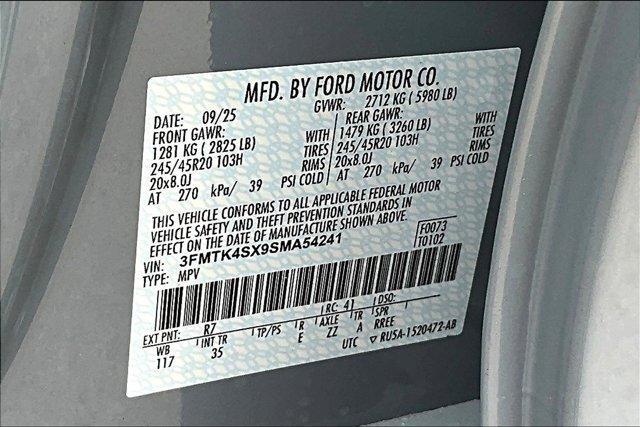 MFD. BY FORD MOTOR CO.
DATE: 09/25 GVWR: 2712 KG ( 5980 LB)
FRONT GAWR: REAR GAWR:
1281 KG ( 2825 LB) WITH 1479 KG ( 3260 LB) WITH
245/45R20 103H TIRES 245/45R20 103H TIRES
20x8.0J RIMS 20x8.0J RIMS
AT 270 kPa/ 39 PSI COLD AT 270 kPa/ 39 PSI COLD
THIS VEHICLE CONFORMS TO ALL APPLICABLE FEDERAL MOTOR
VEHICLE SAFETY AND THEFT PREVENTION STANDARDS IN
EFFECT ON THE DATE OF MANUFACTURE SHOWN ABOVE.
VIN: 3FMTK4SX9SMA54241 F0073
TYPE: MPV T0102
EXT PNT: R7 RC: 41 DSO:
WB INT TR TP/PS R AXLE TR SPR
117 35 E ZZ A RREE
UTC ▽ RU5A-1520472-AB